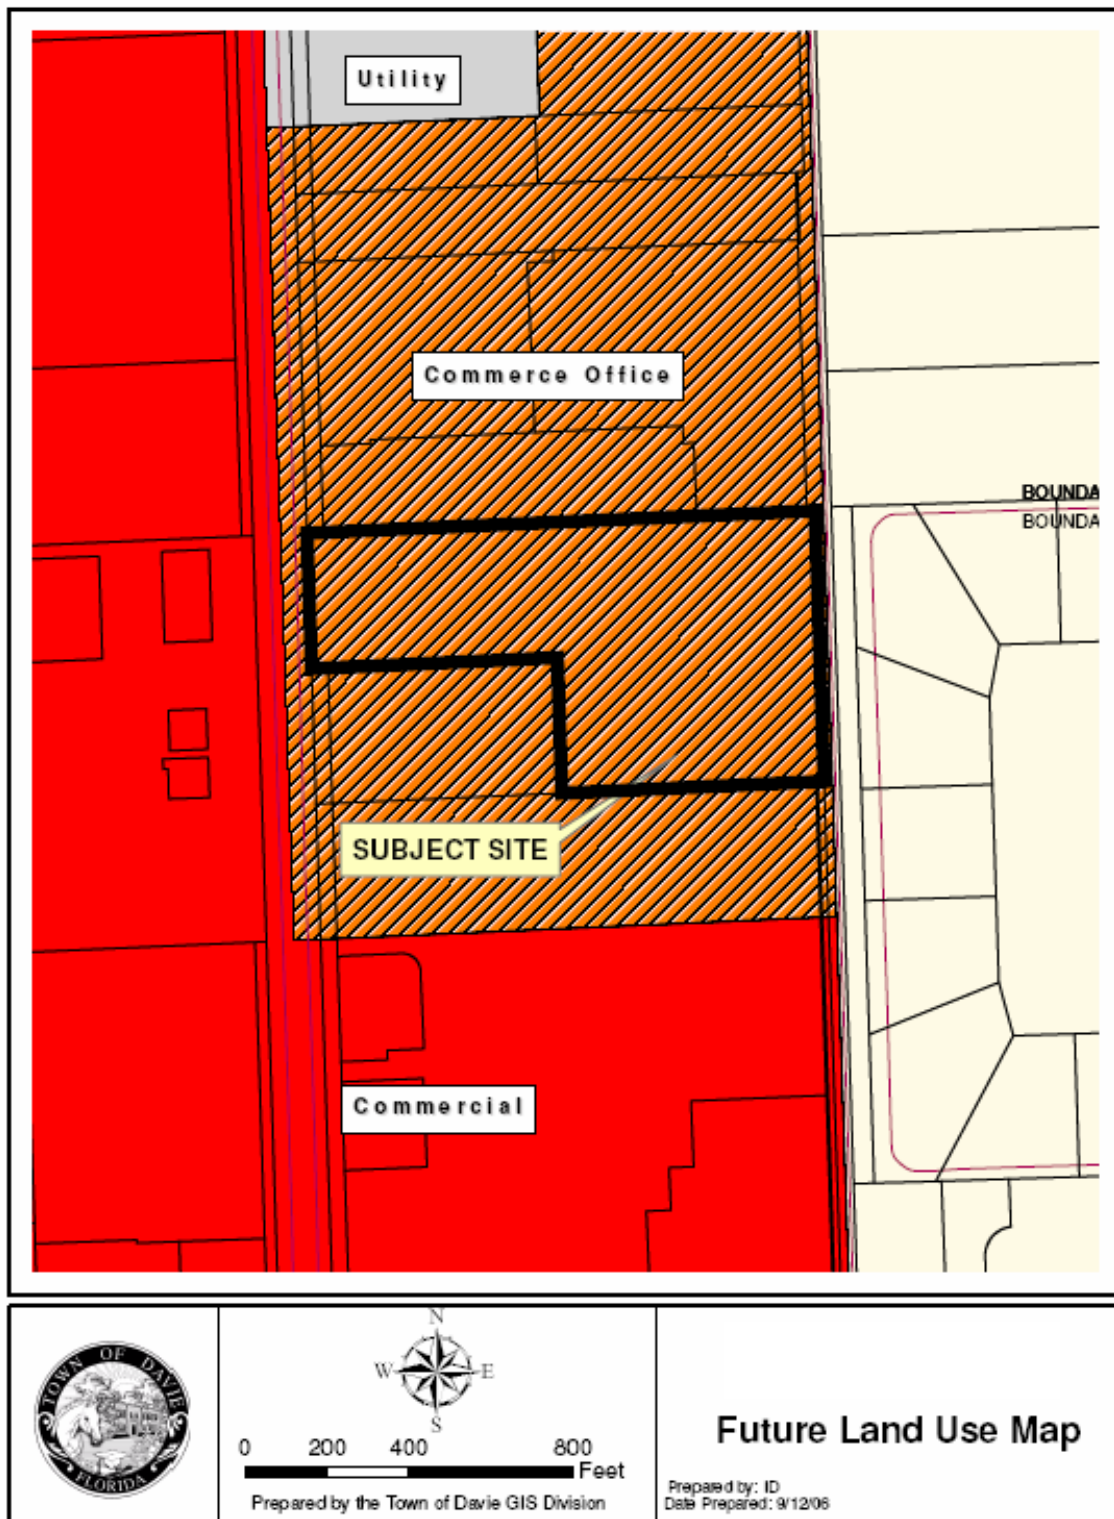 Utility
Commerce Office
BOUNDA
BOUNDA
SUBJECT SITE
Commercial
TOWN OF DAVIE
FLORIDA
N
W E
S
0 200 400 800
Feet
Prepared by the Town of Davie GIS Division
Future Land Use Map
Prepared by: ID
Date Prepared: 9/12/06